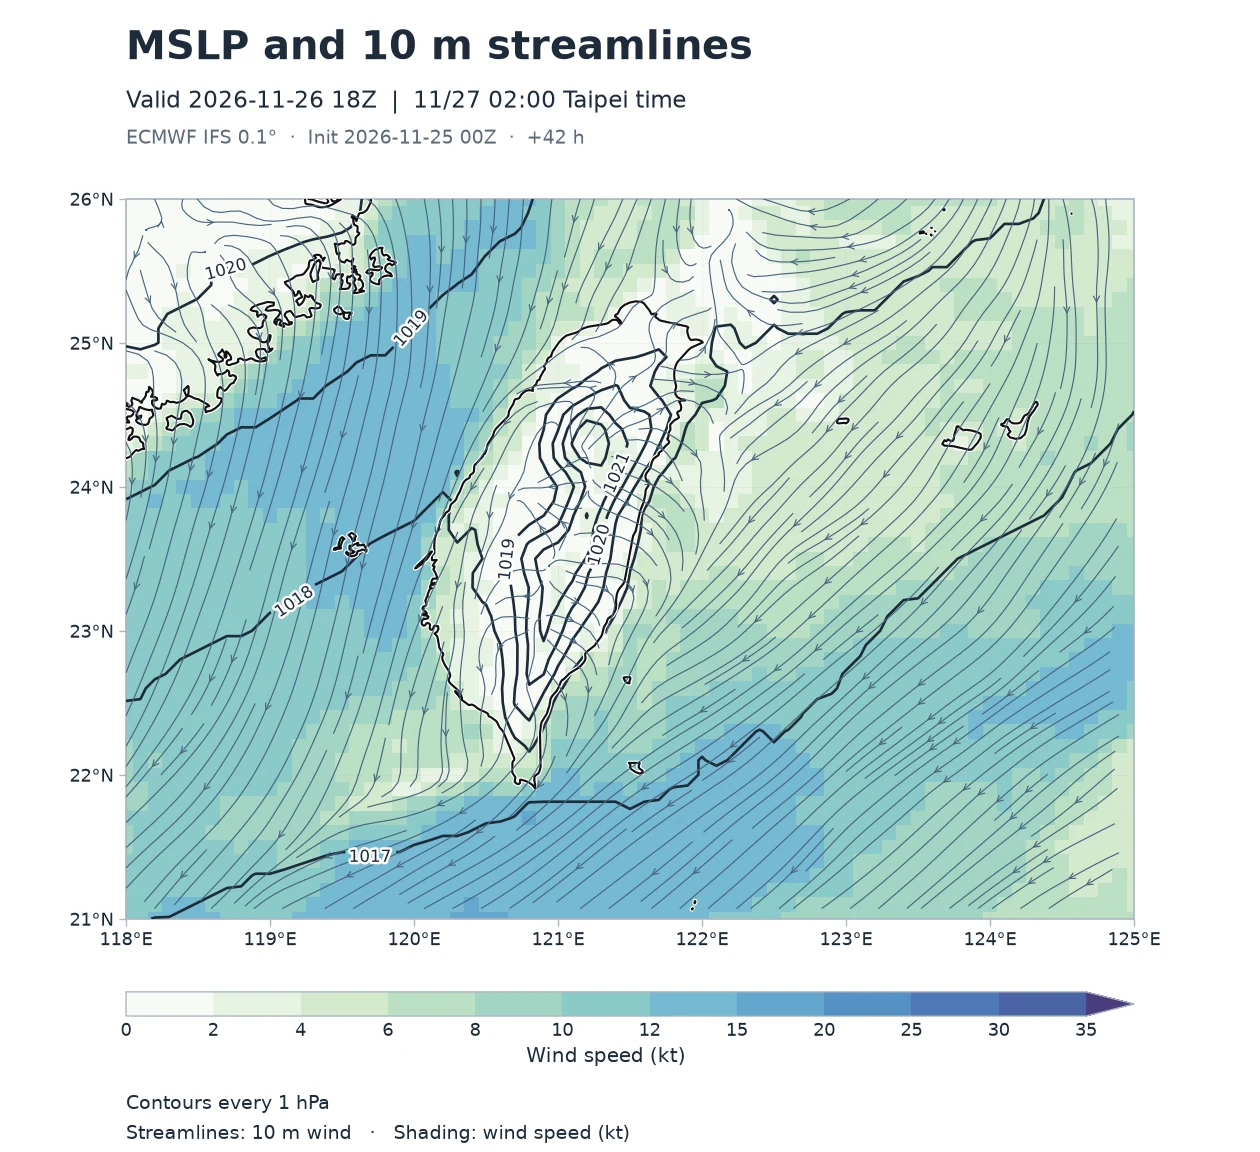 MSLP and 10 m streamlines
Valid 2026-11-26 18Z | 11/27 02:00 Taipei time
ECMWF IFS 0.1° · Init 2026-11-25 00Z · +42 h
26°N
25°N
24°N
23°N
22°N
21°N
1020
1019
1021
1020
1019
1018
1017
118°E 119°E 120°E 121°E 122°E 123°E 124°E 125°E
0 2 4 6 8 10 12 15 20 25 30 35
Wind speed (kt)
Contours every 1 hPa
Streamlines: 10 m wind · Shading: wind speed (kt)